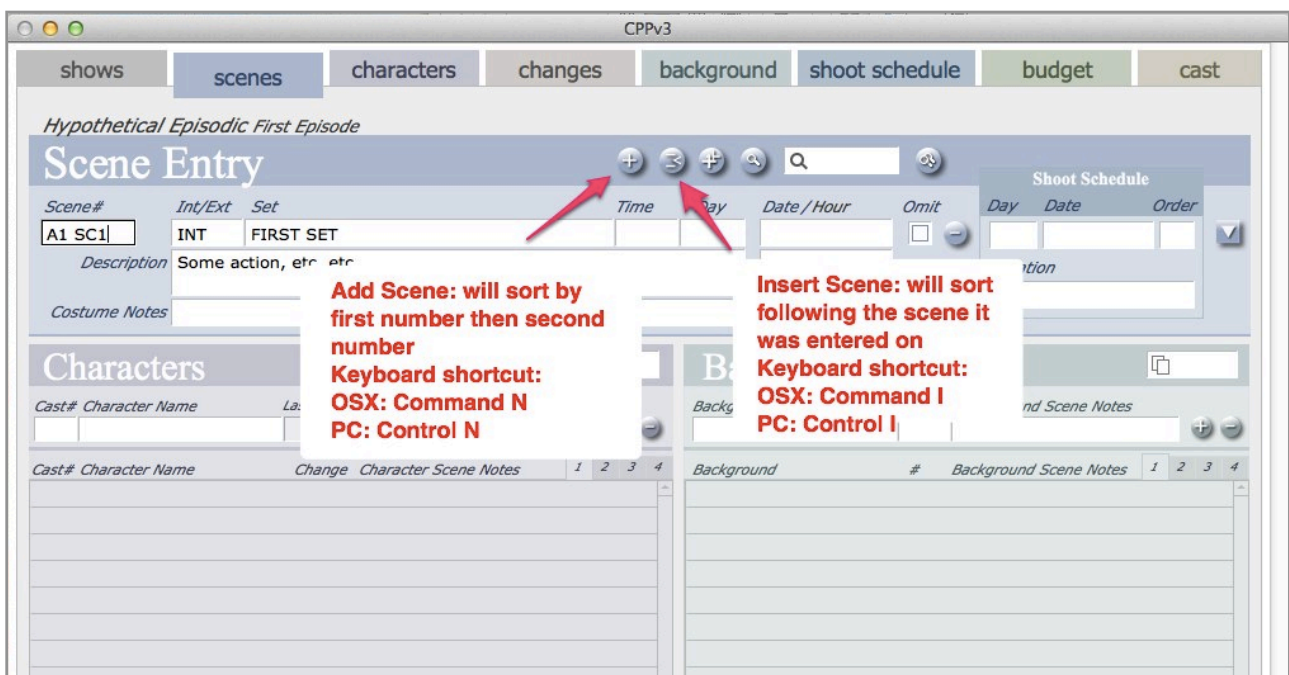 CPPv3
shows scenes characters changes background shoot schedule budget cast
Hypothetical Episodic First Episode
Scene Entry
Shoot Schedule
Scene# Int/Ext Set Time Day Date / Hour Omit Day Date Order
A1 SC1 INT FIRST SET
Description Some action, etc etc
Costume Notes
Add Scene: will sort by
first number then second
number
Keyboard shortcut:
OSX: Command N
PC: Control N
Insert Scene: will sort
following the scene it
was entered on
Keyboard shortcut:
OSX: Command I
PC: Control I
Characters
Cast# Character Name
Scene Notes
Cast# Character Name Change Character Scene Notes 1 2 3 4
Background # Background Scene Notes 1 2 3 4